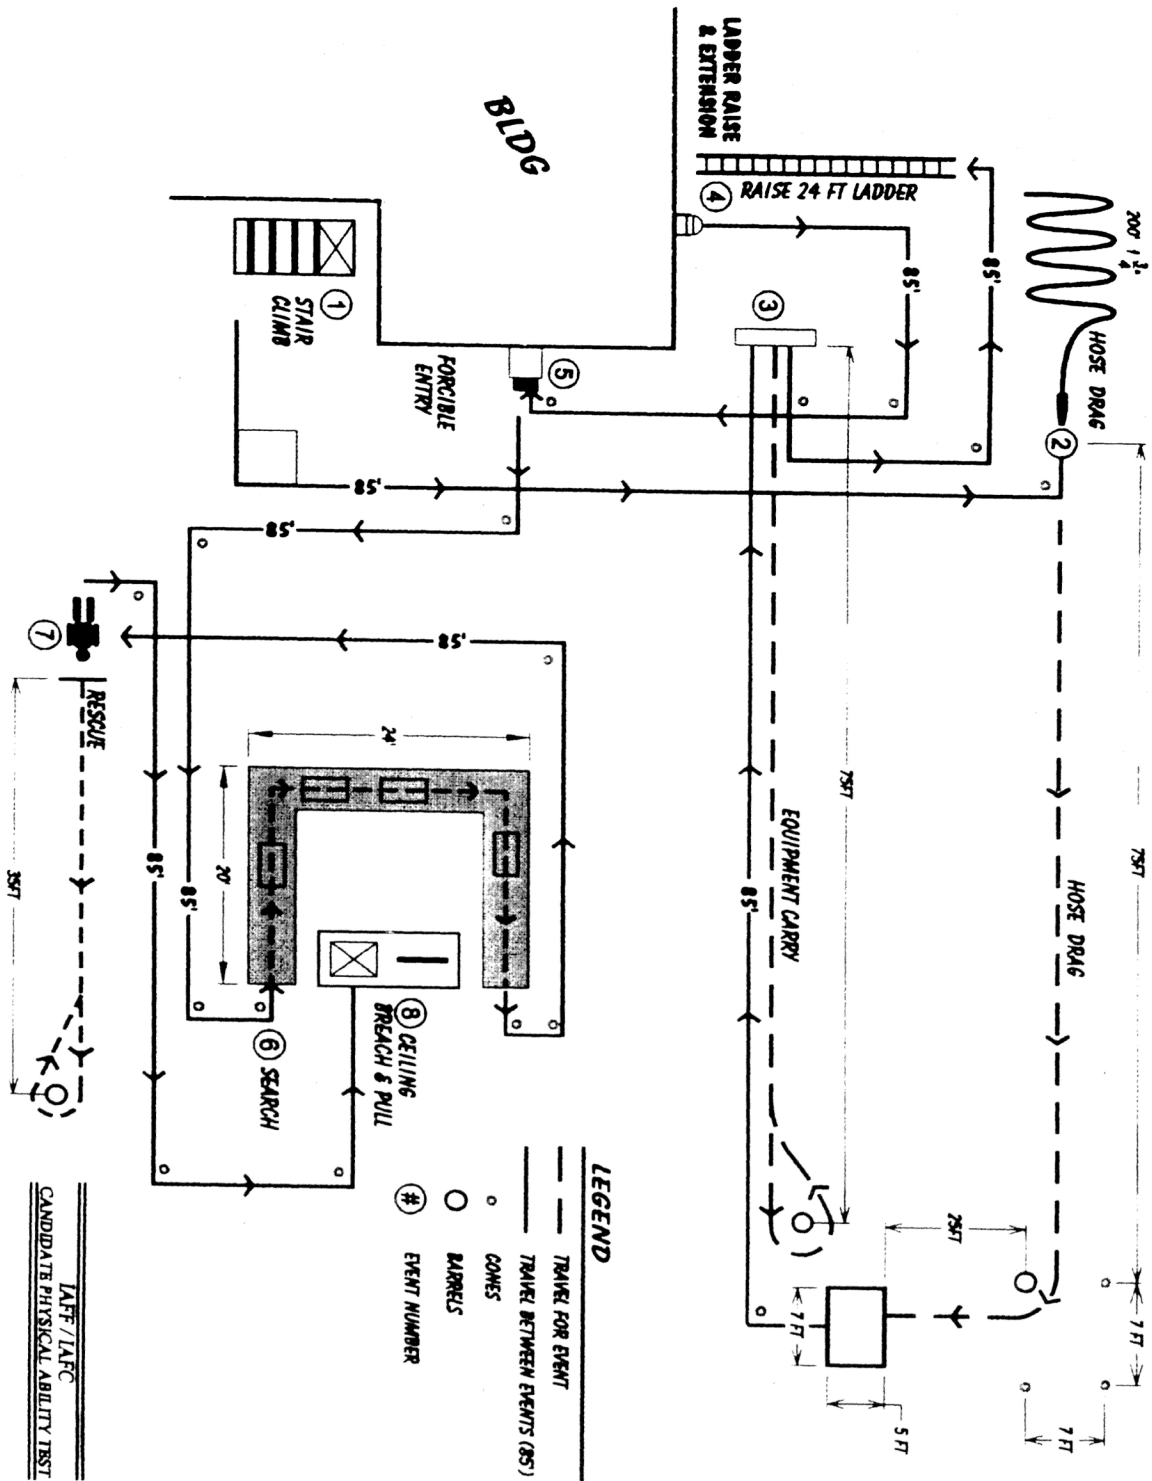 LADDER RAISE
& EXTENSION
BLDG
RAISE 24 FT LADDER
4
200' 1 3/4"
HOSE DRAG
2
3
85'
85'
1
STAIR
CLIMB
5
FORCIBLE
ENTRY
85'
85'
75FT
75FT
HOSE DRAG
EQUIPMENT CARRY
85'
7
RESCUE
35FT
85'
85'
85'
24'
20'
6 SEARCH
8 CEILING
BREACH & PULL
25FT
7 FT
7 FT
7 FT
5 FT
LEGEND
TRAVEL FOR EVENT
TRAVEL BETWEEN EVENTS (85')
CONES
BARRELS
# EVENT NUMBER
IAFF / IAFC
CANDIDATE PHYSICAL ABILITY TEST